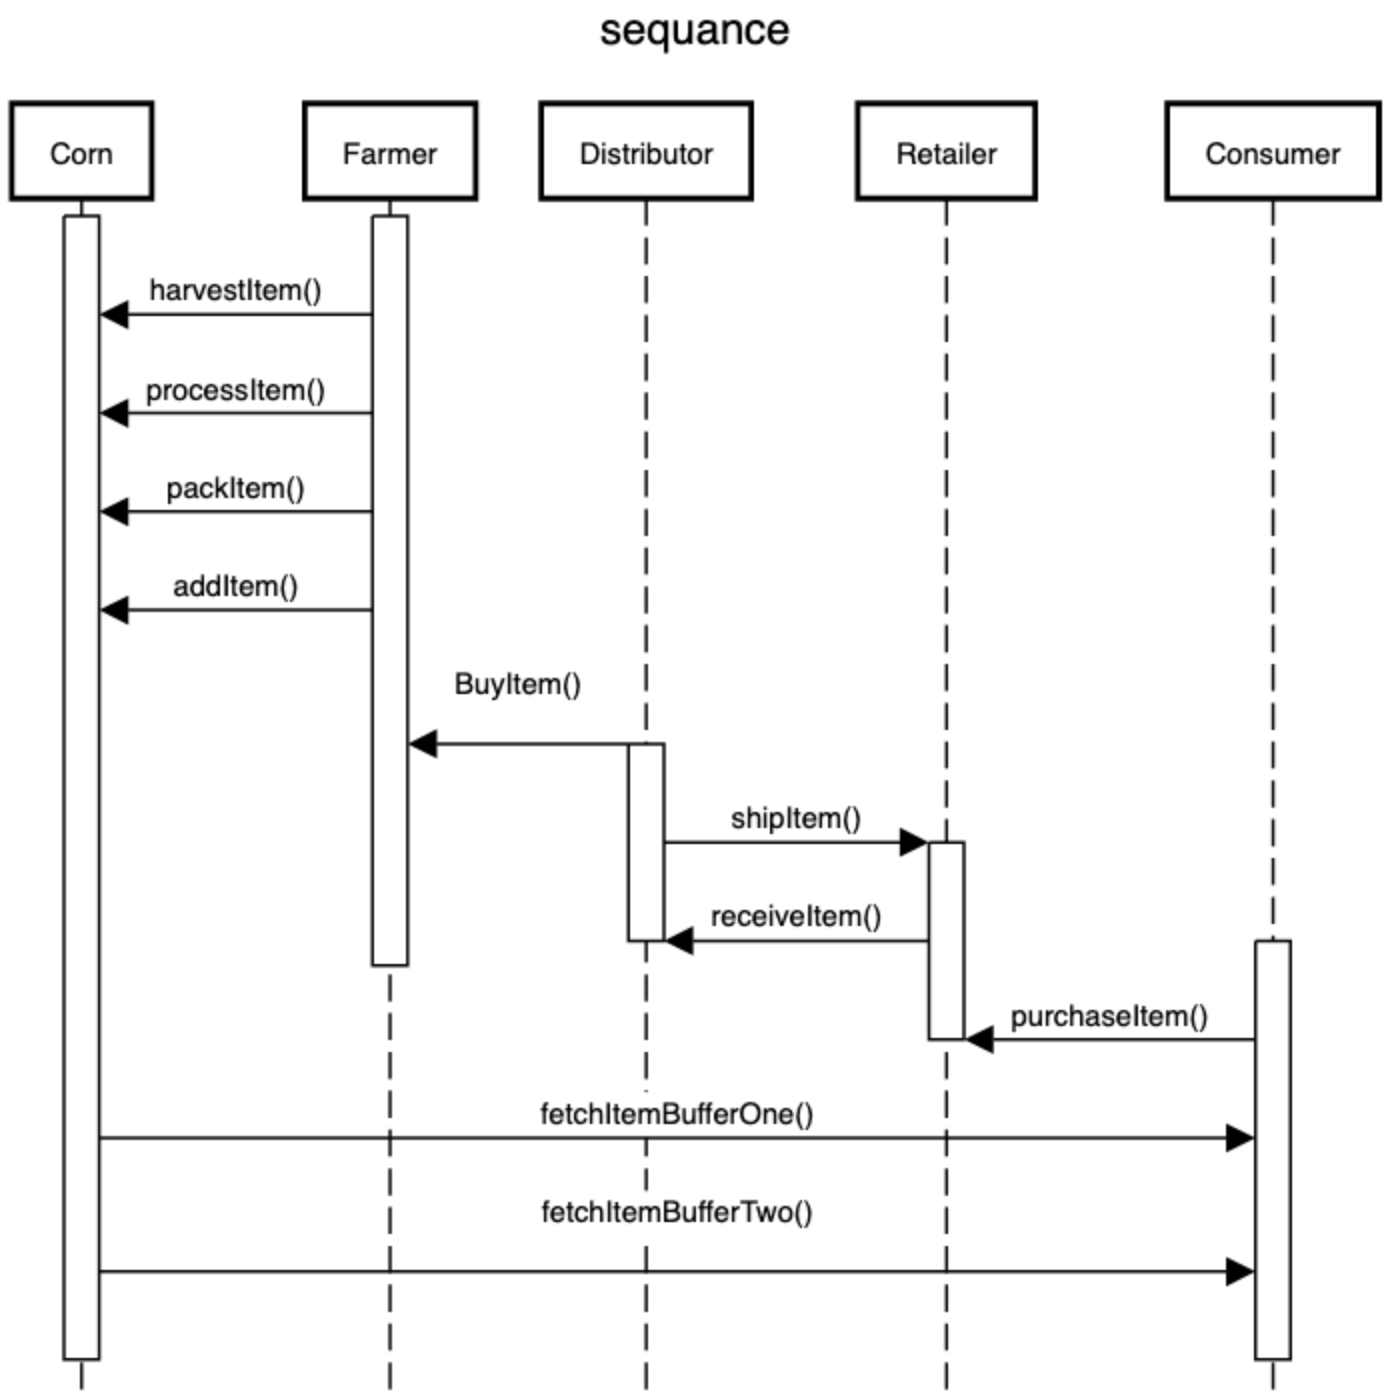 sequance
Corn
Farmer
Distributor
Retailer
Consumer
harvestItem()
processItem()
packItem()
addItem()
BuyItem()
shipItem()
receiveItem()
purchaseItem()
fetchItemBufferOne()
fetchItemBufferTwo()